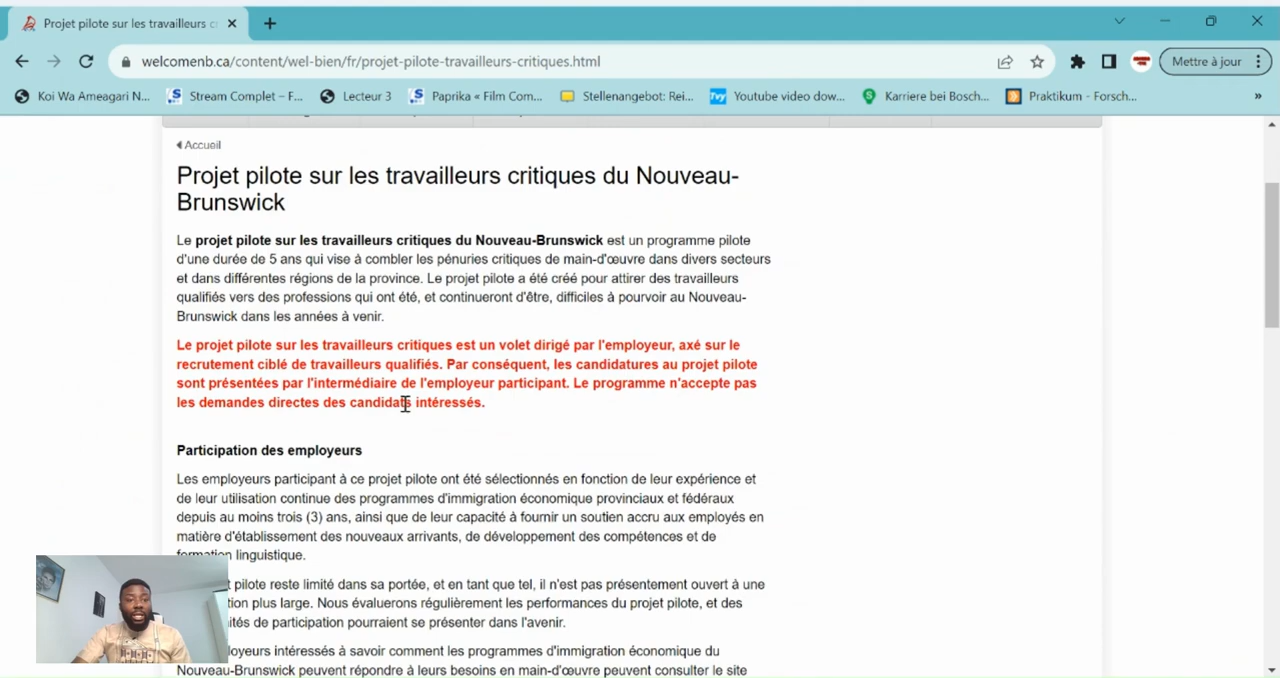 Projet pilote sur les travailleurs c
Mettre à jour
welcomenb.ca/content/wel-bien/fr/projet-pilote-travailleurs-critiques.html
Koi Wa Ameagari N... Stream Complet – F... Lecteur 3 Paprika « Film Com... Stellenangebot: Rei... Youtube video dow... Karriere bei Bosch... Praktikum - Forsch... »
Accueil
Projet pilote sur les travailleurs critiques du Nouveau-
Brunswick
Le projet pilote sur les travailleurs critiques du Nouveau-Brunswick est un programme pilote
d'une durée de 5 ans qui vise à combler les pénuries critiques de main-d'œuvre dans divers secteurs
et dans différentes régions de la province. Le projet pilote a été créé pour attirer des travailleurs
qualifiés vers des professions qui ont été, et continueront d'être, difficiles à pourvoir au Nouveau-
Brunswick dans les années à venir.
Le projet pilote sur les travailleurs critiques est un volet dirigé par l'employeur, axé sur le
recrutement ciblé de travailleurs qualifiés. Par conséquent, les candidatures au projet pilote
sont présentées par l'intermédiaire de l'employeur participant. Le programme n'accepte pas
les demandes directes des candidats intéressés.
Participation des employeurs
Les employeurs participant à ce projet pilote ont été sélectionnés en fonction de leur expérience et
de leur utilisation continue des programmes d'immigration économique provinciaux et fédéraux
depuis au moins trois (3) ans, ainsi que de leur capacité à fournir un soutien accru aux employés en
matière d'établissement des nouveaux arrivants, de développement des compétences et de
formation linguistique.
t pilote reste limité dans sa portée, et en tant que tel, il n'est pas présentement ouvert à une
tion plus large. Nous évaluerons régulièrement les performances du projet pilote, et des
ités de participation pourraient se présenter dans l'avenir.
loyeurs intéressés à savoir comment les programmes d'immigration économique du
Nouveau-Brunswick peuvent répondre à leurs besoins en main-d'œuvre peuvent consulter le site